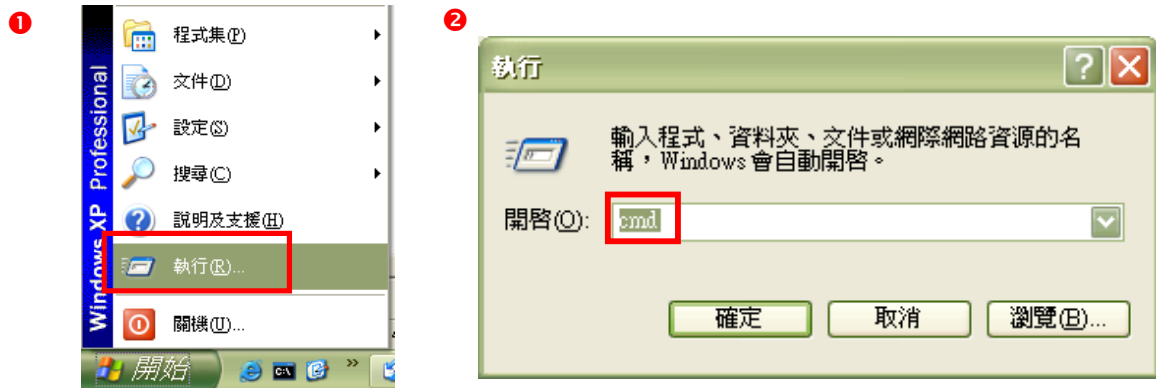 ❶
Windows XP Professional
程式集(P)
文件(D)
設定(S)
搜尋(C)
說明及支援(H)
執行(R)...
關機(U)...
開始
»
❷
執行
輸入程式、資料夾、文件或網際網路資源的名
稱，Windows 會自動開啓。
開啓(O):
cmd
確定
取消
瀏覽(B)...